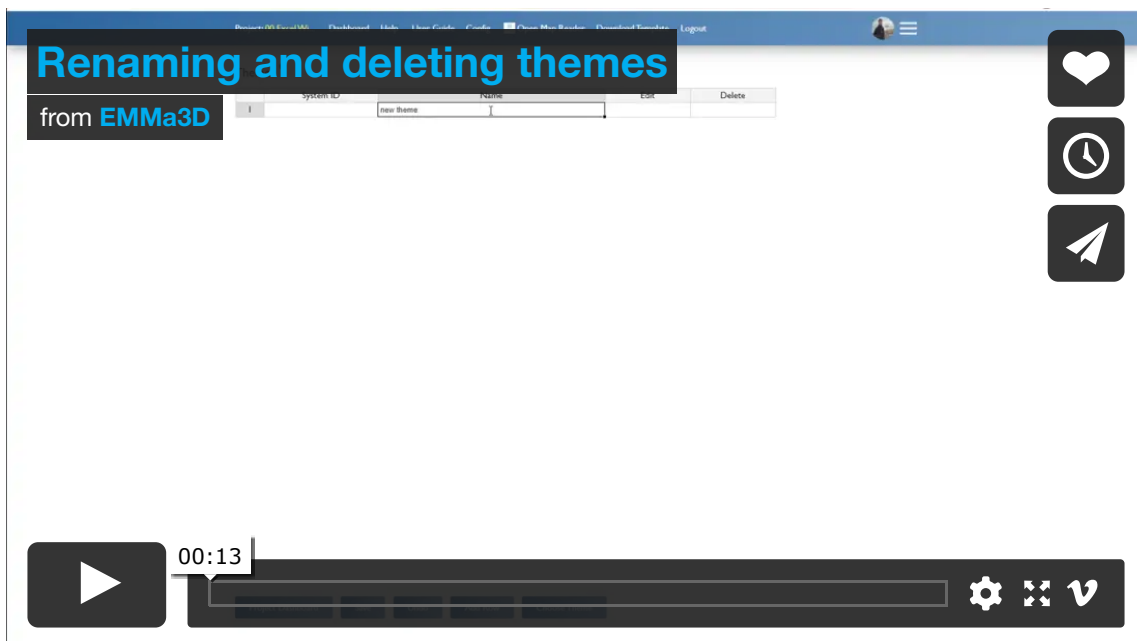 Project: Dashboard Help User Guide Config Open Map Reader Download Template Logout
Renaming and deleting themes
System ID Name Edit Delete
from EMMa3D
1 new theme
00:13